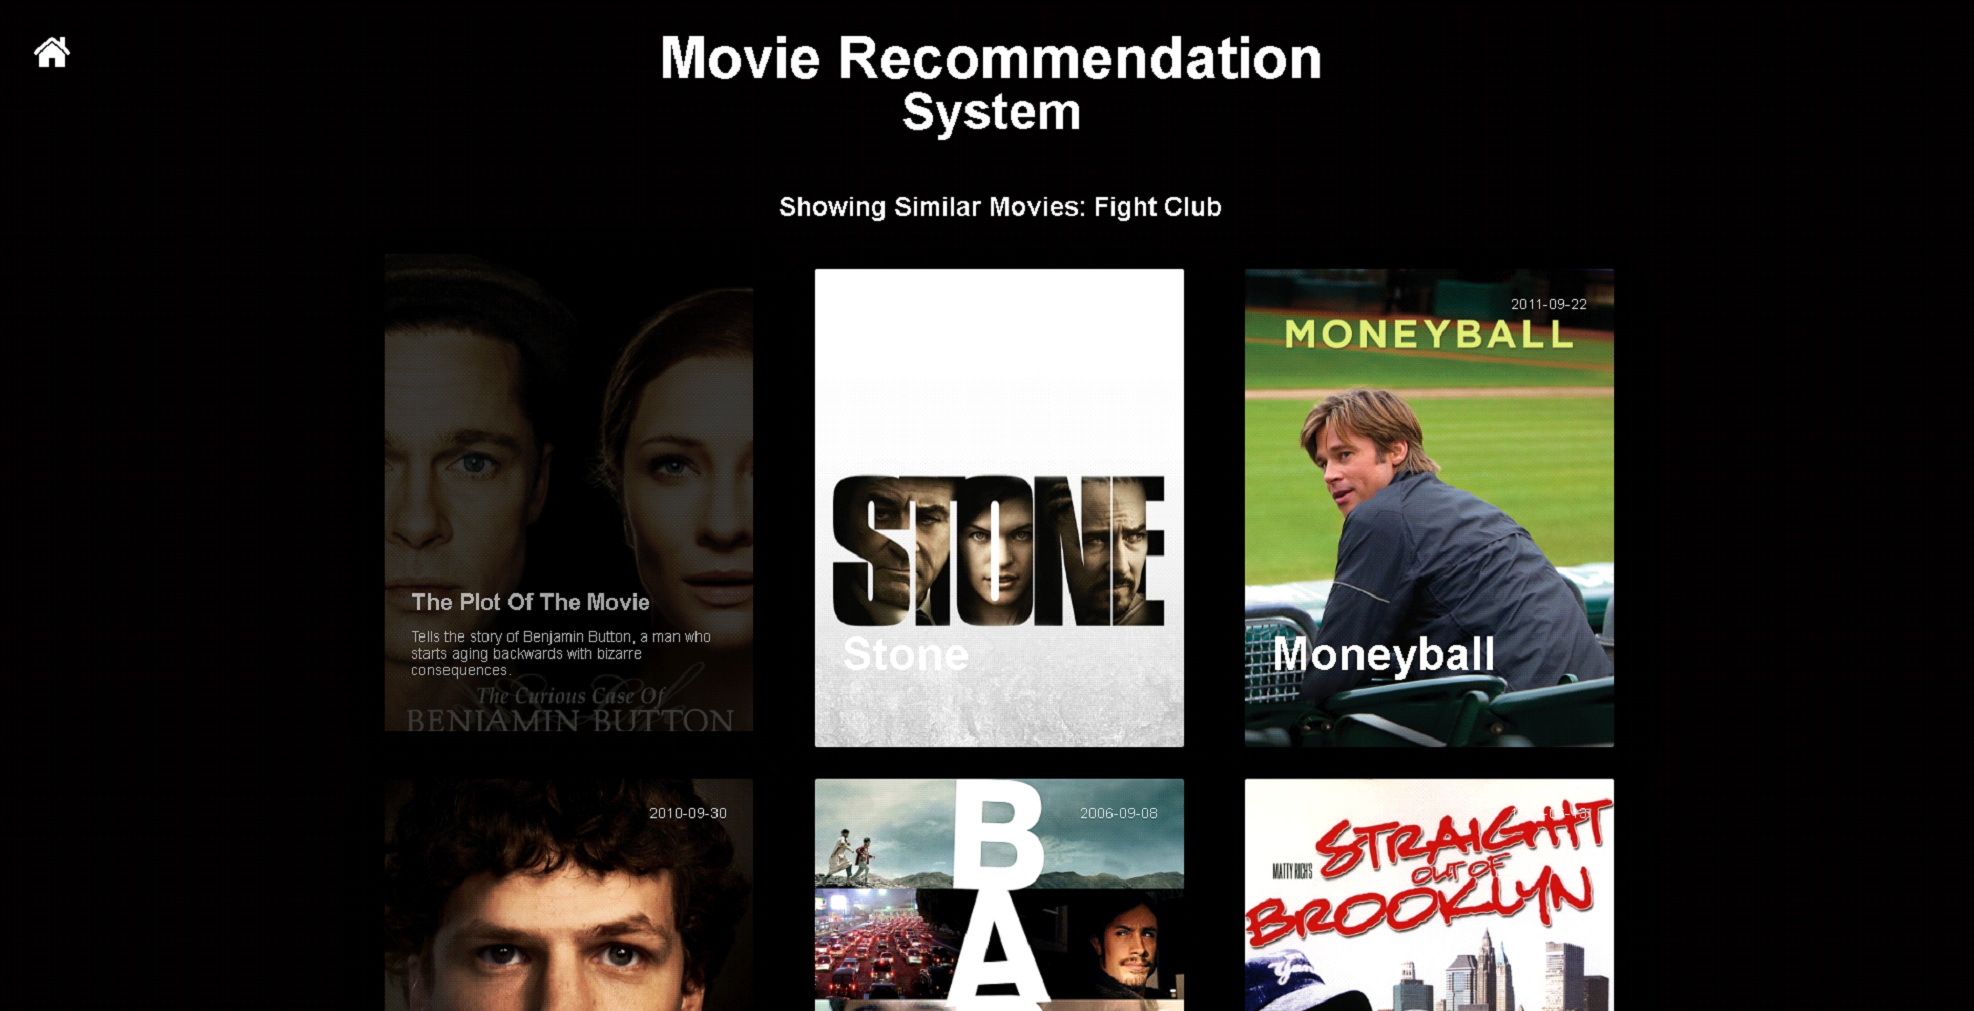 Movie Recommendation
System
Showing Similar Movies: Fight Club
The Plot Of The Movie
Tells the story of Benjamin Button, a man who
starts aging backwards with bizarre
consequences.
The Curious Case Of
BENJAMIN BUTTON
STONE
Stone
2011-09-22
MONEYBALL
Moneyball
2010-09-30
2006-09-08
B
A
MATTY RICH'S
STRAIGHT
OUT OF
BROOKLYN